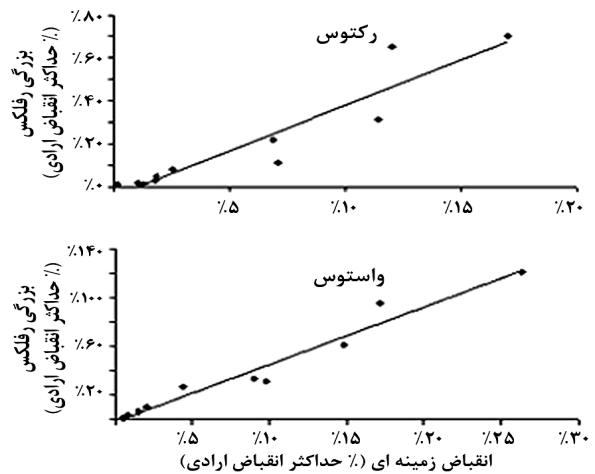 ٪.۸۰
٪.۶۰
٪.۴۰
٪.۲۰
٪.۰
بزرگی رفلکس
(٪ حداکثر انقباض ارادی)
رکتوس
٪.۵ ٪.۱۰ ٪.۱۵ ٪.۲۰
٪.۱۴۰
٪.۱۰۰
٪.۶۰
٪.۲۰
بزرگی رفلکس
(٪ حداکثر انقباض ارادی)
واستوس
٪.۵ ٪.۱۰ ٪.۱۵ ٪.۲۰ ٪.۲۵ ٪.۳۰
انقباض زمینه ای (٪ حداکثر انقباض ارادی)